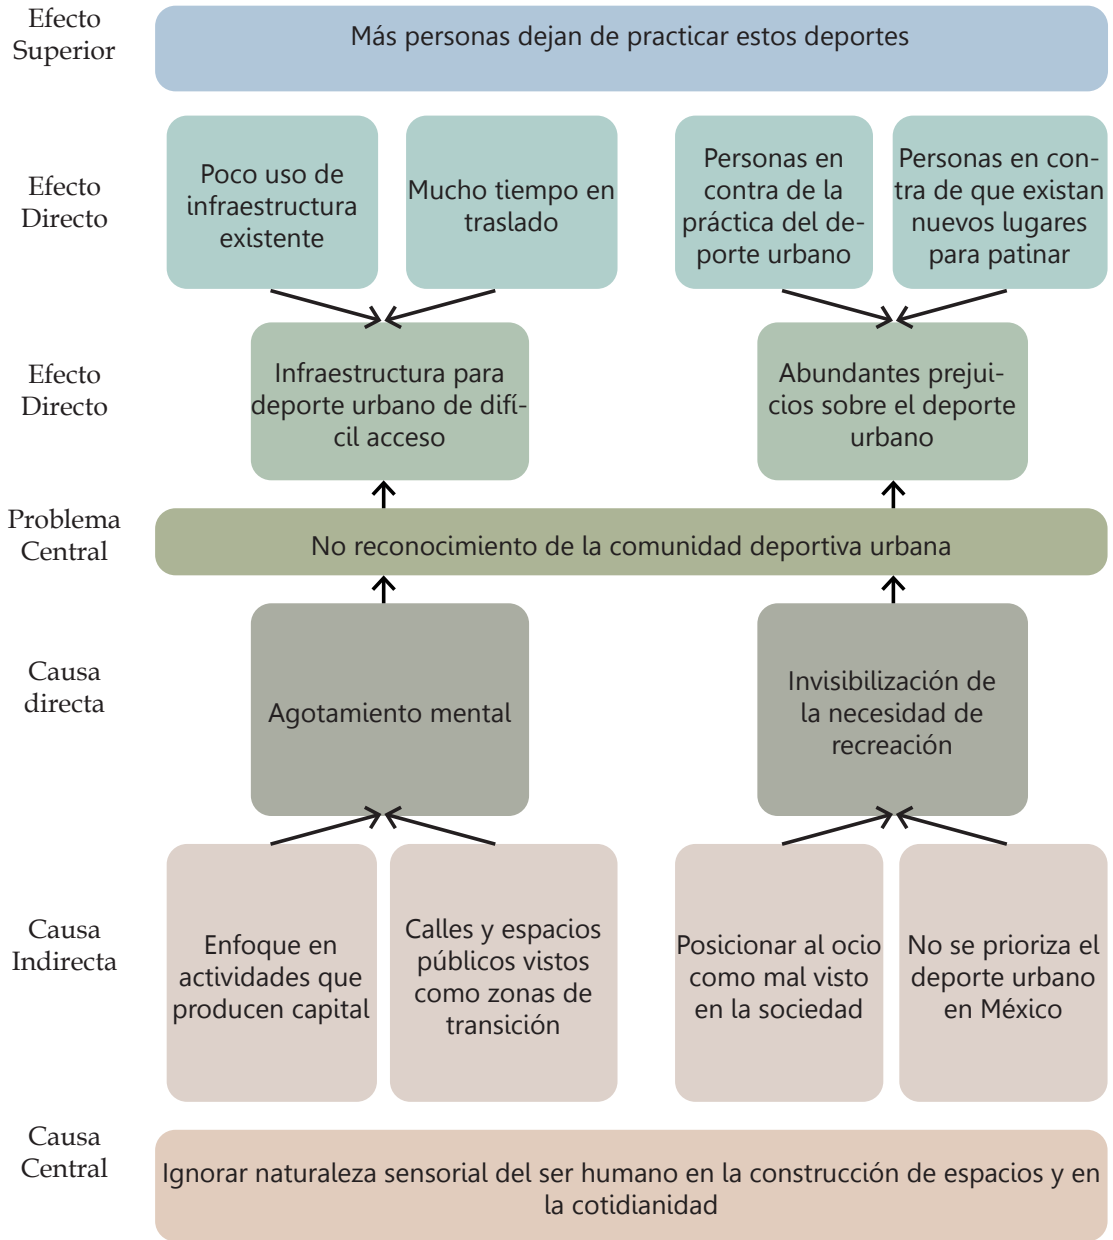 Efecto
Superior
Más personas dejan de practicar estos deportes
Efecto
Directo
Poco uso de
infraestructura
existente
Mucho tiempo en
traslado
Personas en
contra de la
práctica del de-
porte urbano
Personas en con-
tra de que existan
nuevos lugares
para patinar
Efecto
Directo
Infraestructura para
deporte urbano de difí-
cil acceso
Abundantes prejui-
cios sobre el deporte
urbano
Problema
Central
No reconocimiento de la comunidad deportiva urbana
Causa
directa
Agotamiento mental
Invisibilización de
la necesidad de
recreación
Causa
Indirecta
Enfoque en
actividades que
producen capital
Calles y espacios
públicos vistos
como zonas de
transición
Posicionar al ocio
como mal visto
en la sociedad
No se prioriza el
deporte urbano
en México
Causa
Central
Ignorar naturaleza sensorial del ser humano en la construcción de espacios y en
la cotidianidad